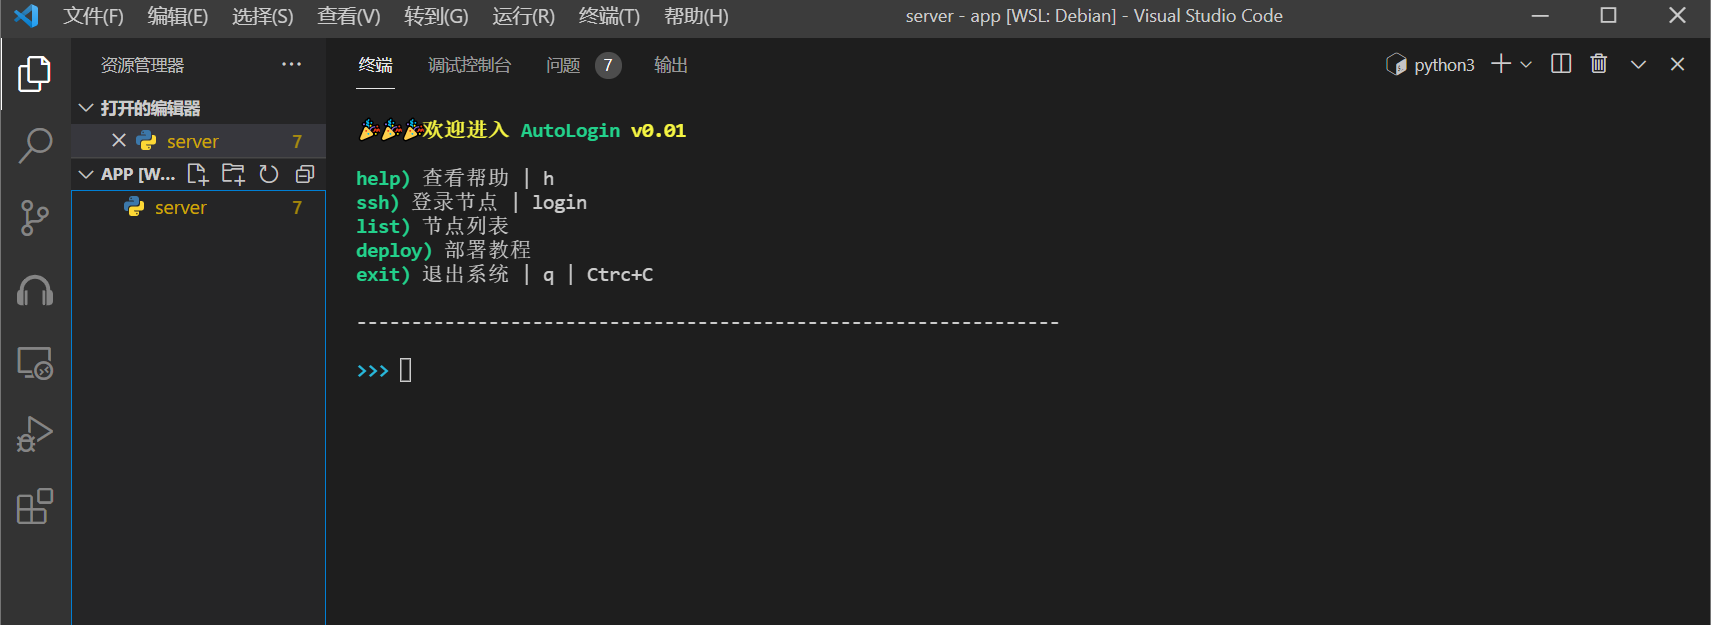 文件(F) 编辑(E) 选择(S) 查看(V) 转到(G) 运行(R) 终端(T) 帮助(H) server - app [WSL: Debian] - Visual Studio Code
资源管理器
打开的编辑器
server 7
APP [W...
server 7
终端 调试控制台 问题 7 输出 python3
🎉🎉🎉欢迎进入 AutoLogin v0.01
help) 查看帮助 | h
ssh) 登录节点 | login
list) 节点列表
deploy) 部署教程
exit) 退出系统 | q | Ctrc+C
-----------------------------------------------------------------
>>>